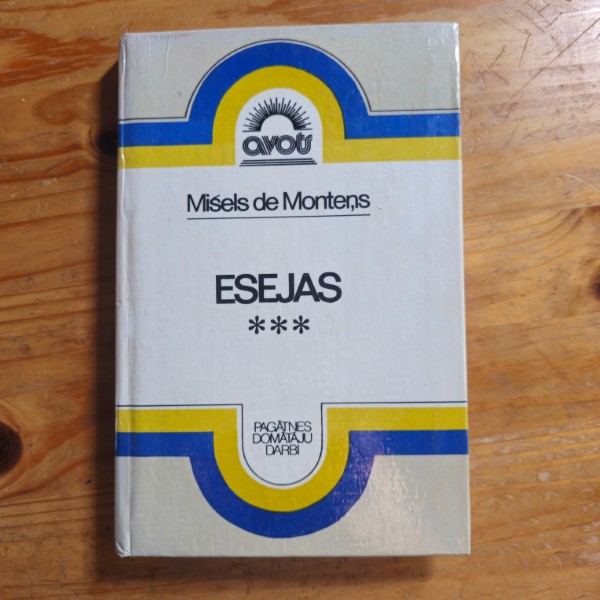 avots
Mišels de Monteņs
ESEJAS
***
PAGĀTNES
DOMĀTĀJU
DARBI